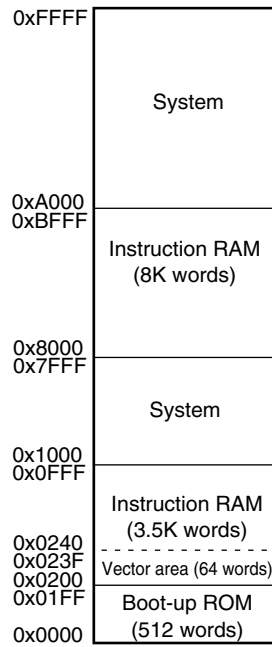 0xFFFF
System
0xA000
0xBFFF
Instruction RAM
(8K words)
0x8000
0x7FFF
System
0x1000
0x0FFF
Instruction RAM
(3.5K words)
0x0240
0x023F
Vector area (64 words)
0x0200
0x01FF
Boot-up ROM
(512 words)
0x0000